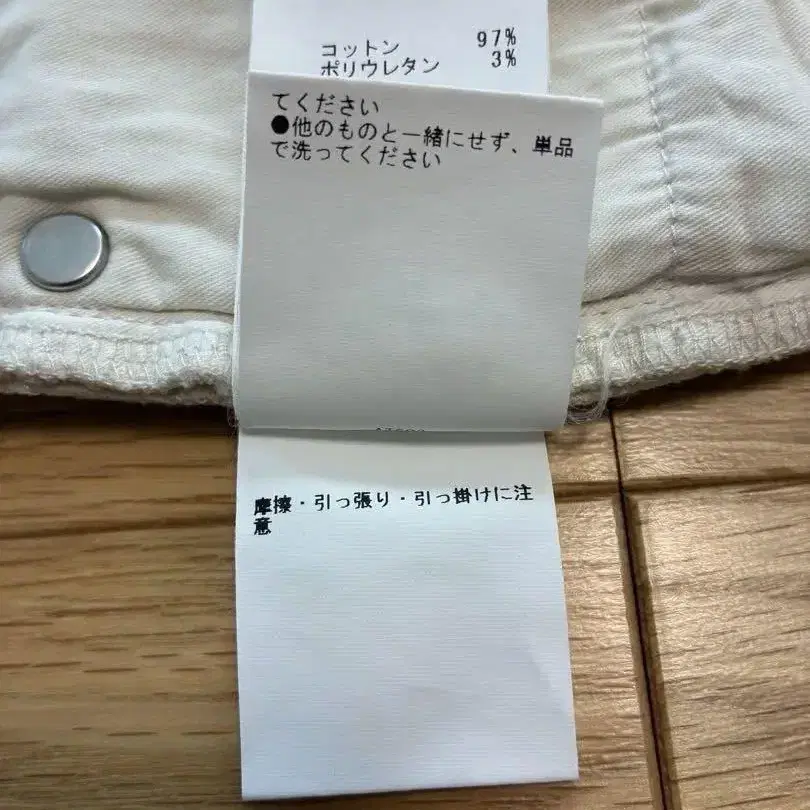 コットン 97%
ポリウレタン 3%
てください
●他のものと一緒にせず、単品
で洗ってください
摩擦・引っ張り・引っ掛けに注
意